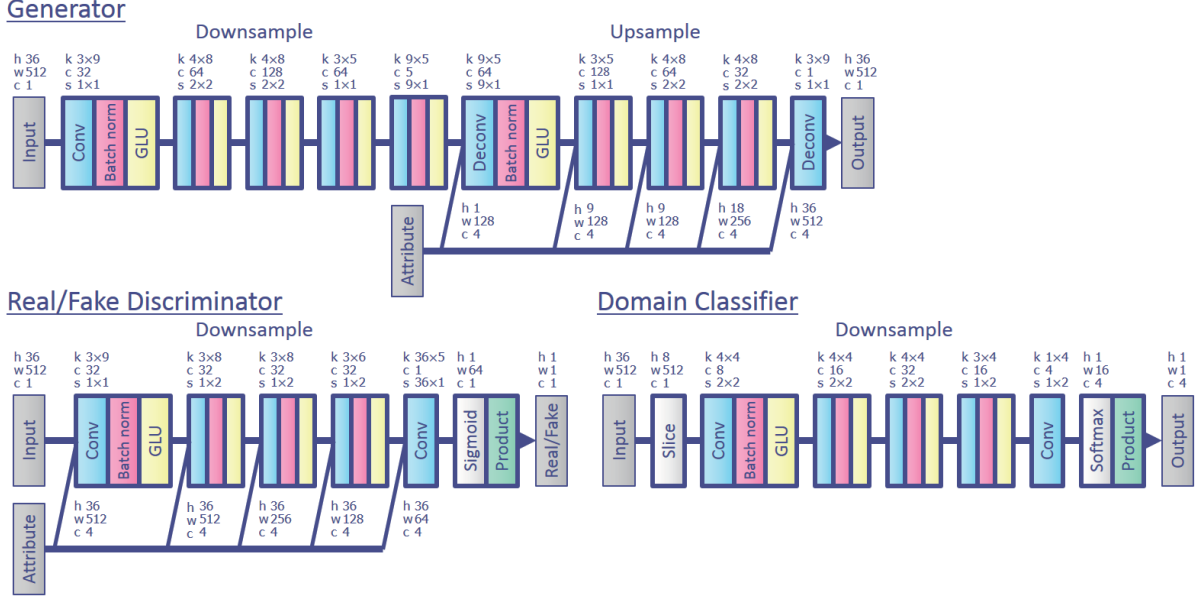 Generator
Downsample
Upsample
h 36
w 512
c 1
k 3×9
c 32
s 1×1
k 4×8
c 64
s 2×2
k 4×8
c 128
s 2×2
k 3×5
c 64
s 1×1
k 9×5
c 5
s 9×1
k 9×5
c 64
s 9×1
k 3×5
c 128
s 1×1
k 4×8
c 64
s 2×2
k 4×8
c 32
s 2×2
k 3×9
c 1
s 1×1
h 36
w 512
c 1
Input
Conv
Batch norm
GLU
Deconv
Batch norm
GLU
Deconv
Output
Attribute
h 1
w 128
c 4
h 9
w 128
c 4
h 9
w 128
c 4
h 18
w 256
c 4
h 36
w 512
c 4
Real/Fake Discriminator
Downsample
h 36
w 512
c 1
k 3×9
c 32
s 1×1
k 3×8
c 32
s 1×2
k 3×8
c 32
s 1×2
k 3×6
c 32
s 1×2
k 36×5
c 1
s 36×1
h 1
w 64
c 1
h 1
w 1
c 1
Input
Conv
Batch norm
GLU
Conv
Sigmoid
Product
Real/Fake
Attribute
h 36
w 512
c 4
h 36
w 512
c 4
h 36
w 256
c 4
h 36
w 128
c 4
h 36
w 64
c 4
Domain Classifier
Downsample
h 36
w 512
c 1
h 8
w 512
c 1
k 4×4
c 8
s 2×2
k 4×4
c 16
s 2×2
k 4×4
c 32
s 2×2
k 3×4
c 16
s 1×2
k 1×4
c 4
s 1×2
h 1
w 16
c 4
h 1
w 1
c 4
Input
Slice
Conv
Batch norm
GLU
Conv
Softmax
Product
Output